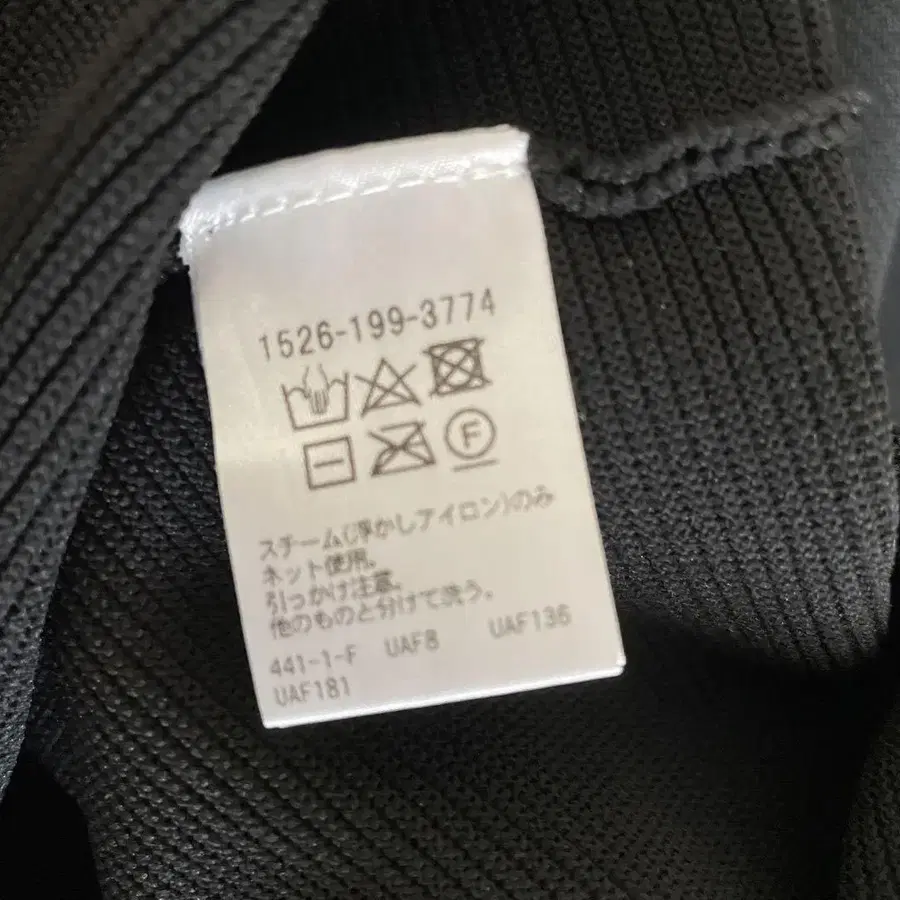 1526-199-3774
F
スチーム(浮かしアイロン)のみ
ネット使用。
引っかけ注意。
他のものと分けて洗う。
441-1-F UAF8 UAF136
UAF181